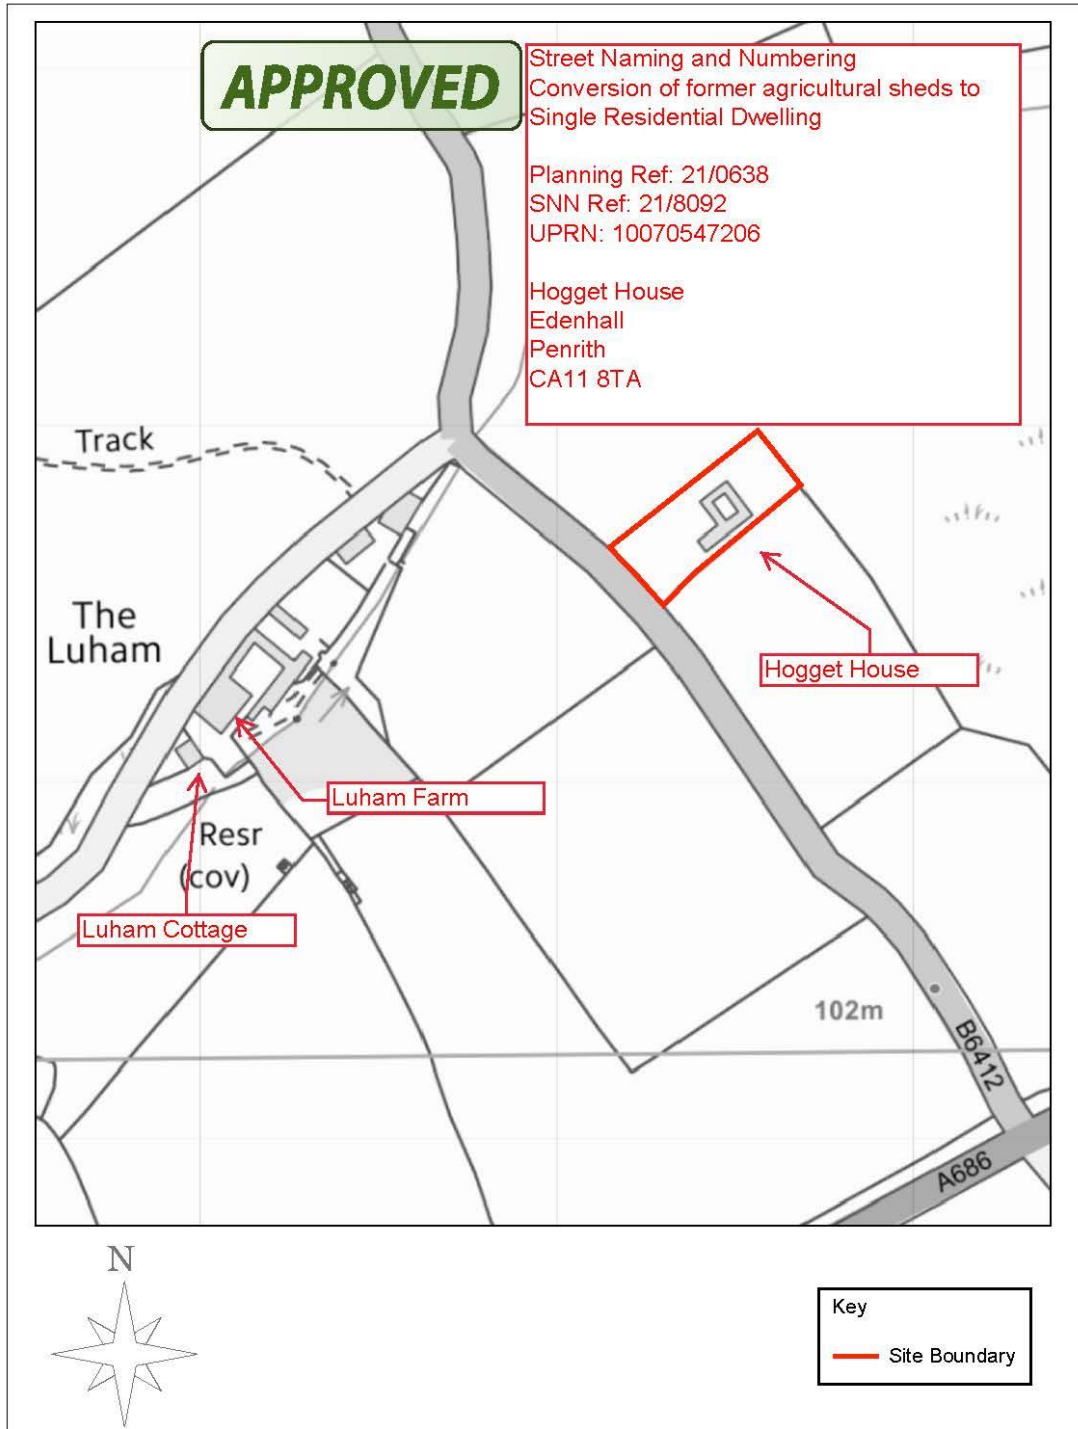 APPROVED
Street Naming and Numbering
Conversion of former agricultural sheds to
Single Residential Dwelling
Planning Ref: 21/0638
SNN Ref: 21/8092
UPRN: 10070547206
Hogget House
Edenhall
Penrith
CA11 8TA
Track
The
Luham
Hogget House
Luham Farm
Resr
(cov)
Luham Cottage
102m
B6412
A686
N
Key
Site Boundary